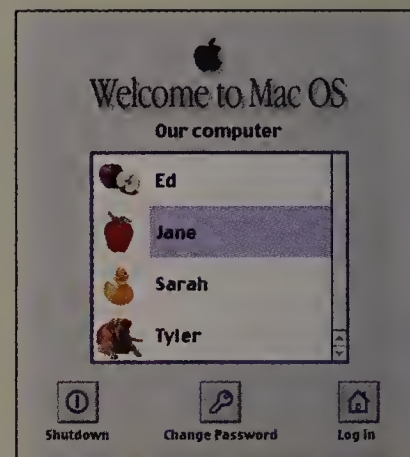 Welcome to Mac OS
Our computer
Ed
Jane
Sarah
Tyler
Shutdown
Change Password
Log In